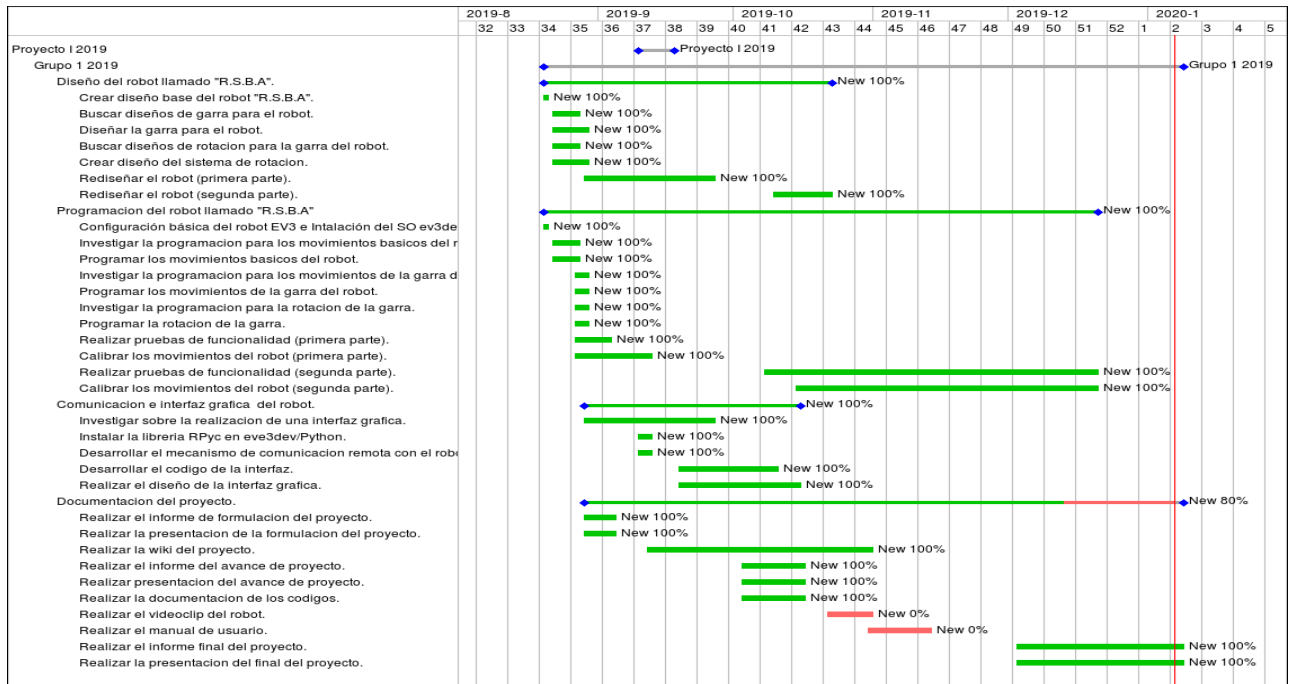 2019-8 2019-9 2019-10 2019-11 2019-12 2020-1
32 33 34 35 36 37 38 39 40 41 42 43 44 45 46 47 48 49 50 51 52 1 2 3 4 5
Proyecto I 2019 Proyecto I 2019
Grupo 1 2019 Grupo 1 2019
Diseño del robot llamado "R.S.B.A". New 100%
Crear diseño base del robot "R.S.B.A". New 100%
Buscar diseños de garra para el robot. New 100%
Diseñar la garra para el robot. New 100%
Buscar diseños de rotacion para la garra del robot. New 100%
Crear diseño del sistema de rotacion. New 100%
Rediseñar el robot (primera parte). New 100%
Rediseñar el robot (segunda parte). New 100%
Programacion del robot llamado "R.S.B.A" New 100%
Configuración básica del robot EV3 e Intalación del SO ev3de New 100%
Investigar la programacion para los movimientos basicos del r New 100%
Programar los movimientos basicos del robot. New 100%
Investigar la programacion para los movimientos de la garra d New 100%
Programar los movimientos de la garra del robot. New 100%
Investigar la programacion para la rotacion de la garra. New 100%
Programar la rotacion de la garra. New 100%
Realizar pruebas de funcionalidad (primera parte). New 100%
Calibrar los movimientos del robot (primera parte). New 100%
Realizar pruebas de funcionalidad (segunda parte). New 100%
Calibrar los movimientos del robot (segunda parte). New 100%
Comunicacion e interfaz grafica del robot. New 100%
Investigar sobre la realizacion de una interfaz grafica. New 100%
Instalar la libreria RPyc en eve3dev/Python. New 100%
Desarrollar el mecanismo de comunicacion remota con el robo New 100%
Desarrollar el codigo de la interfaz. New 100%
Realizar el diseño de la interfaz grafica. New 100%
Documentacion del proyecto. New 80%
Realizar el informe de formulacion del proyecto. New 100%
Realizar la presentacion de la formulacion del proyecto. New 100%
Realizar la wiki del proyecto. New 100%
Realizar el informe del avance de proyecto. New 100%
Realizar presentacion del avance de proyecto. New 100%
Realizar la documentacion de los codigos. New 100%
Realizar el videoclip del robot. New 0%
Realizar el manual de usuario. New 0%
Realizar el informe final del proyecto. New 100%
Realizar la presentacion del final del proyecto. New 100%